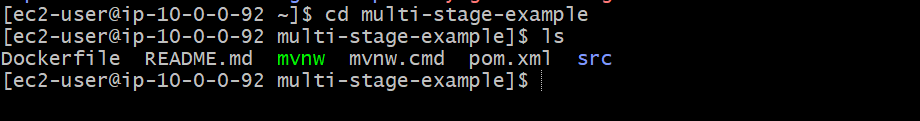 [ec2-user@ip-10-0-0-92 ~]$ cd multi-stage-example
[ec2-user@ip-10-0-0-92 multi-stage-example]$ ls
Dockerfile  README.md  mvnw  mvnw.cmd  pom.xml  src
[ec2-user@ip-10-0-0-92 multi-stage-example]$